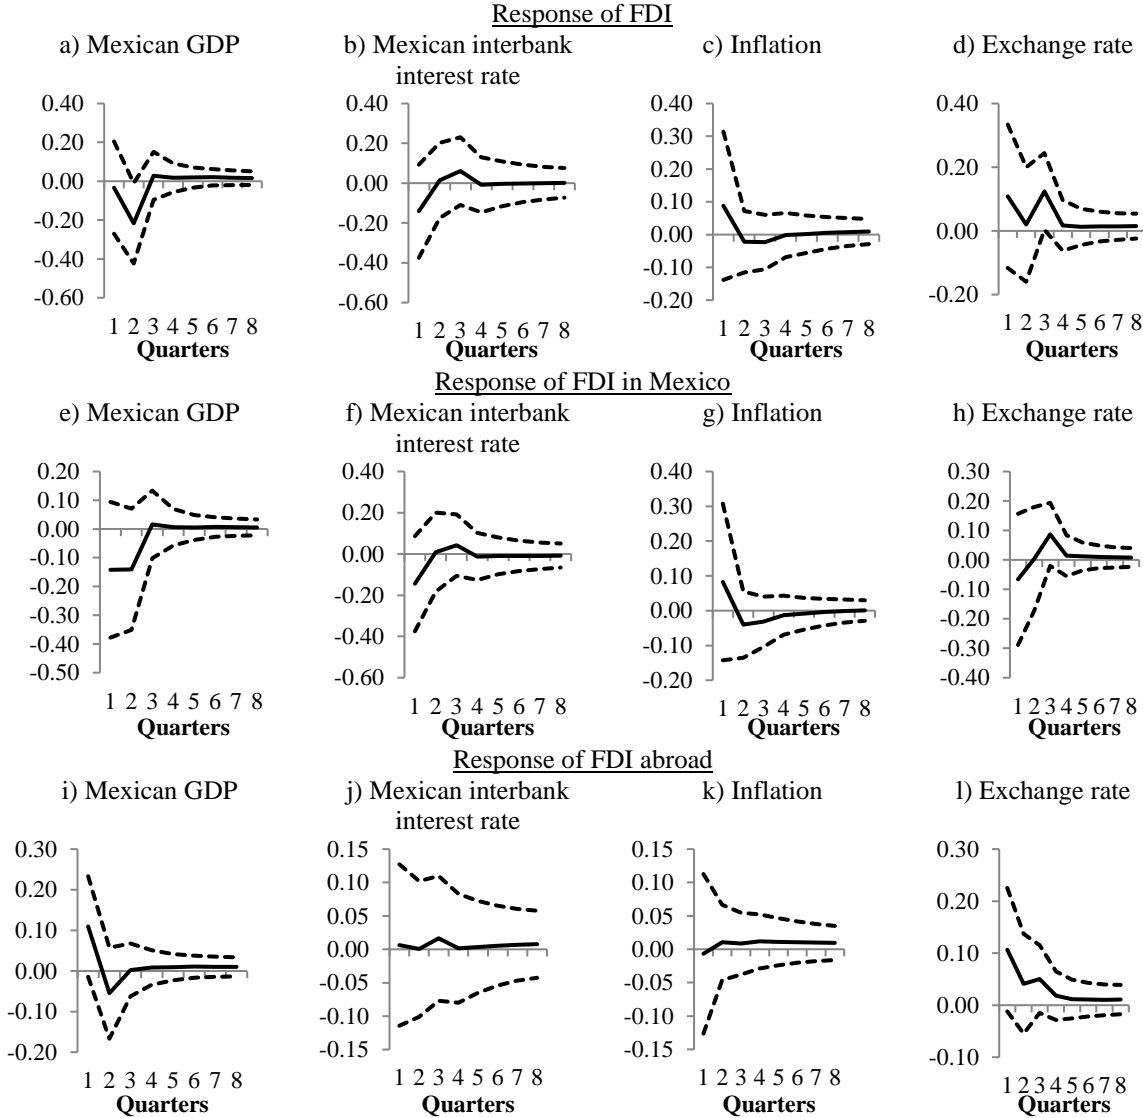 Response of FDI
a) Mexican GDP
b) Mexican interbank
interest rate
c) Inflation
d) Exchange rate
0.40
0.20
0.00
-0.20
-0.40
-0.60
1 2 3 4 5 6 7 8
Quarters
0.40
0.20
0.00
-0.20
-0.40
-0.60
1 2 3 4 5 6 7 8
Quarters
0.40
0.30
0.20
0.10
0.00
-0.10
-0.20
1 2 3 4 5 6 7 8
Quarters
0.40
0.20
0.00
-0.20
1 2 3 4 5 6 7 8
Quarters
Response of FDI in Mexico
e) Mexican GDP
f) Mexican interbank
interest rate
g) Inflation
h) Exchange rate
0.20
0.10
0.00
-0.10
-0.20
-0.30
-0.40
-0.50
1 2 3 4 5 6 7 8
Quarters
0.40
0.20
0.00
-0.20
-0.40
-0.60
1 2 3 4 5 6 7 8
Quarters
0.40
0.30
0.20
0.10
0.00
-0.10
-0.20
1 2 3 4 5 6 7 8
Quarters
0.30
0.20
0.10
0.00
-0.10
-0.20
-0.30
-0.40
1 2 3 4 5 6 7 8
Quarters
Response of FDI abroad
i) Mexican GDP
j) Mexican interbank
interest rate
k) Inflation
l) Exchange rate
0.30
0.20
0.10
0.00
-0.10
-0.20
1 2 3 4 5 6 7 8
Quarters
0.15
0.10
0.05
0.00
-0.05
-0.10
-0.15
1 2 3 4 5 6 7 8
Quarters
0.15
0.10
0.05
0.00
-0.05
-0.10
-0.15
1 2 3 4 5 6 7 8
Quarters
0.30
0.20
0.10
0.00
-0.10
1 2 3 4 5 6 7 8
Quarters